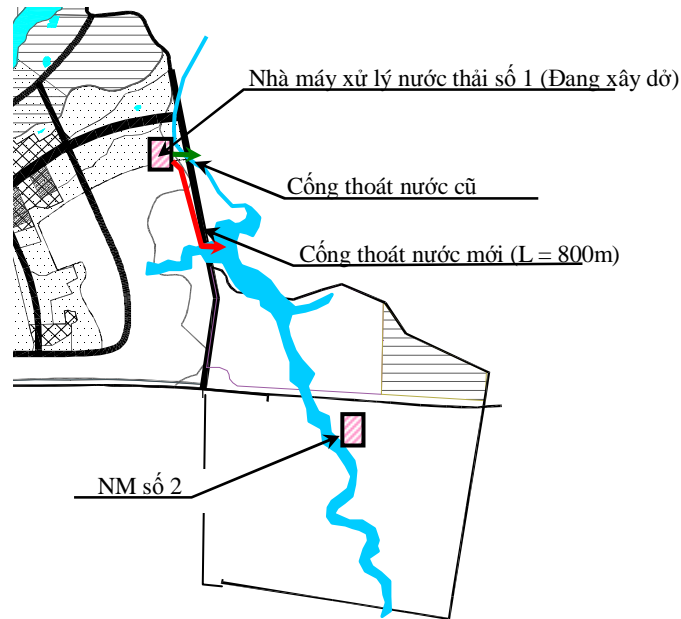 Nhà máy xử lý nước thải số 1 (Đang xây dở)
Cống thoát nước cũ
Cống thoát nước mới (L = 800m)
NM số 2